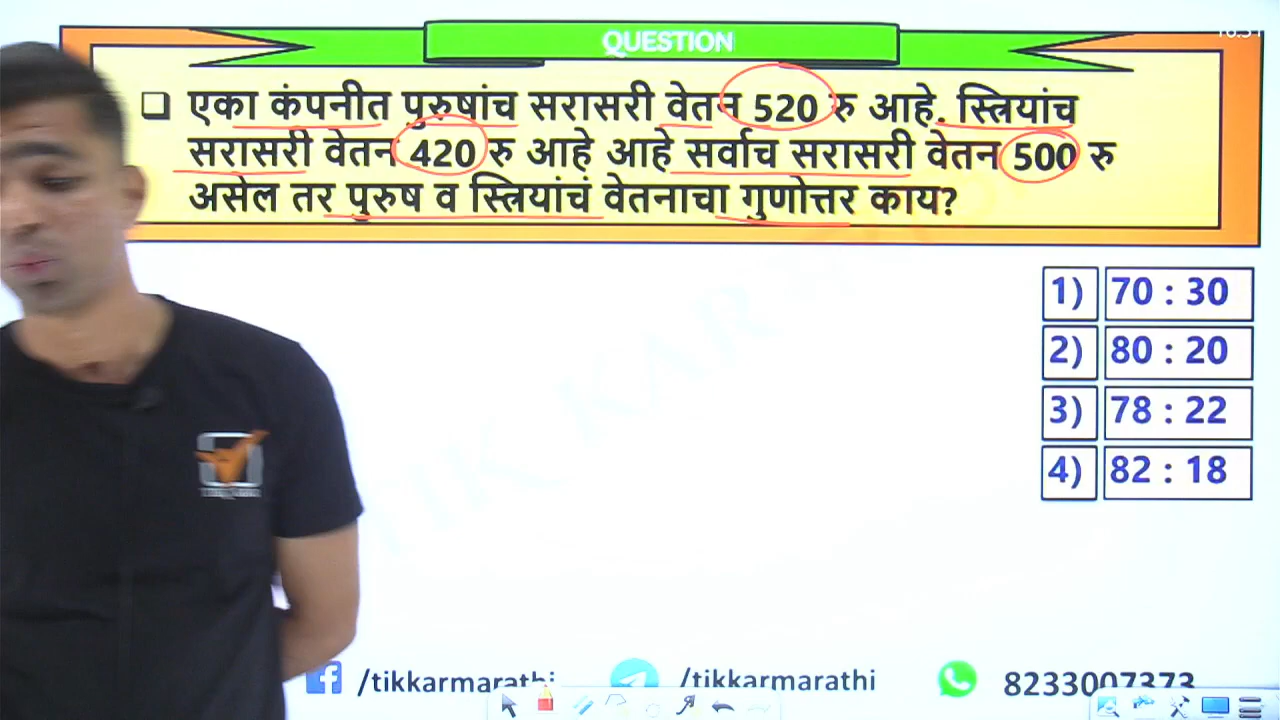 QUESTION
❑ एका कंपनीत पुरुषांच सरासरी वेतन 520 रु आहे. स्त्रियांच
सरासरी वेतन 420 रु आहे आहे सर्वाच सरासरी वेतन 500 रु
असेल तर पुरुष व स्त्रियांचं वेतनाचा गुणोत्तर काय?
1) 70 : 30
2) 80 : 20
3) 78 : 22
4) 82 : 18
/tikkarmarathi /tikkarmarathi 8233007373